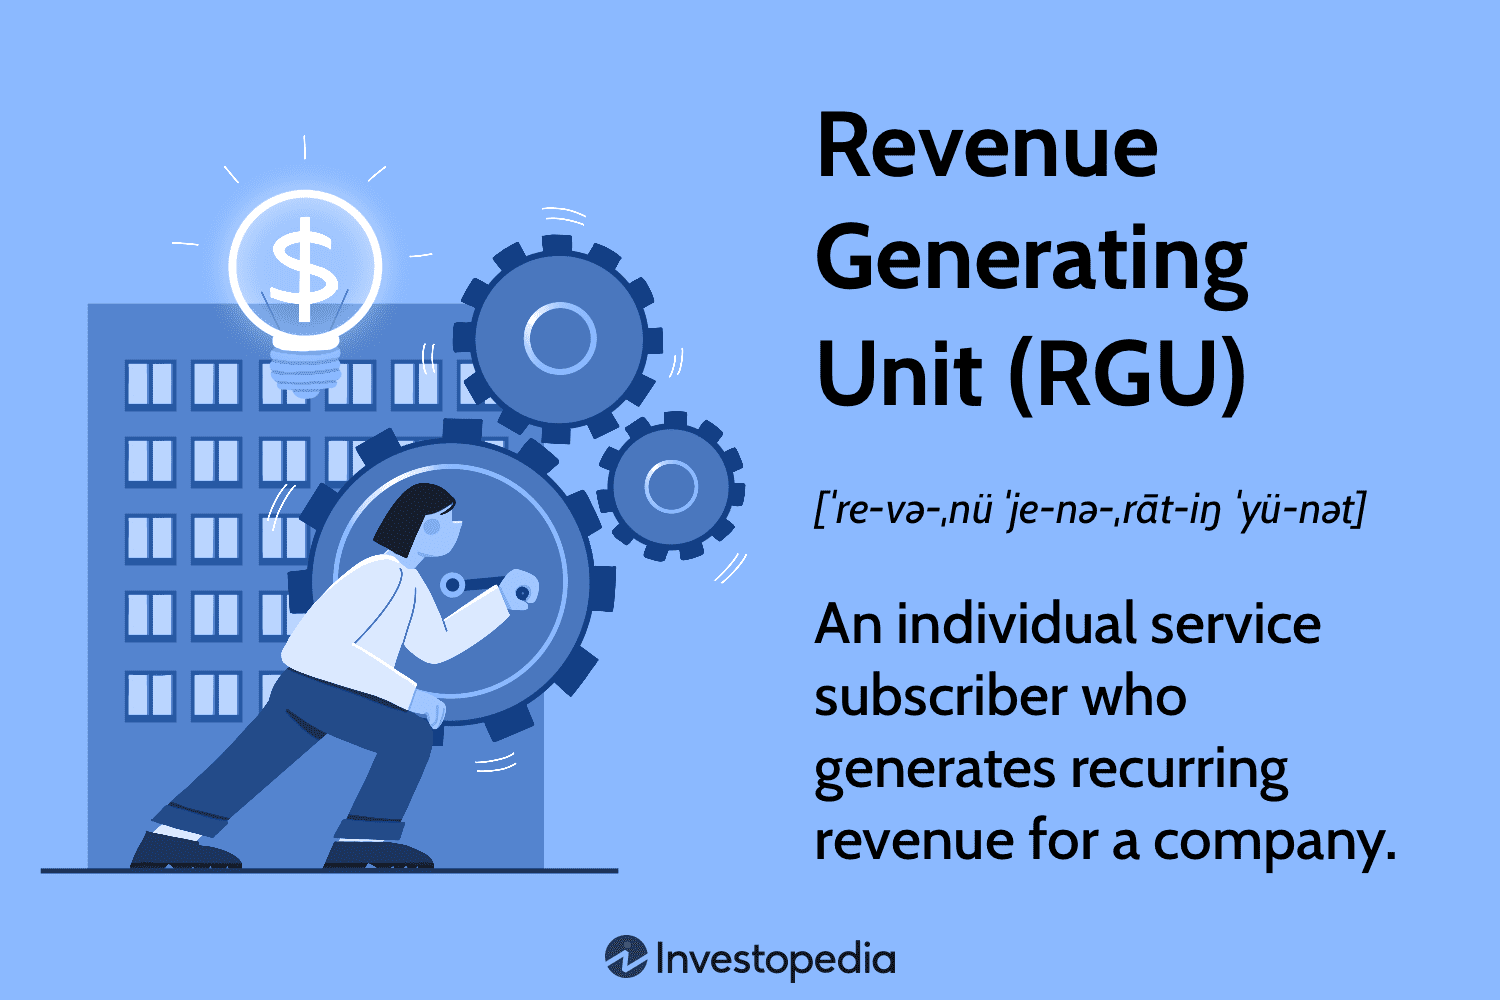 $
Revenue
Generating
Unit (RGU)
[ˈre-və-ˌnü ˈje-nə-ˌrāt-iŋ ˈyü-nət]
An individual service
subscriber who
generates recurring
revenue for a company.
Investopedia